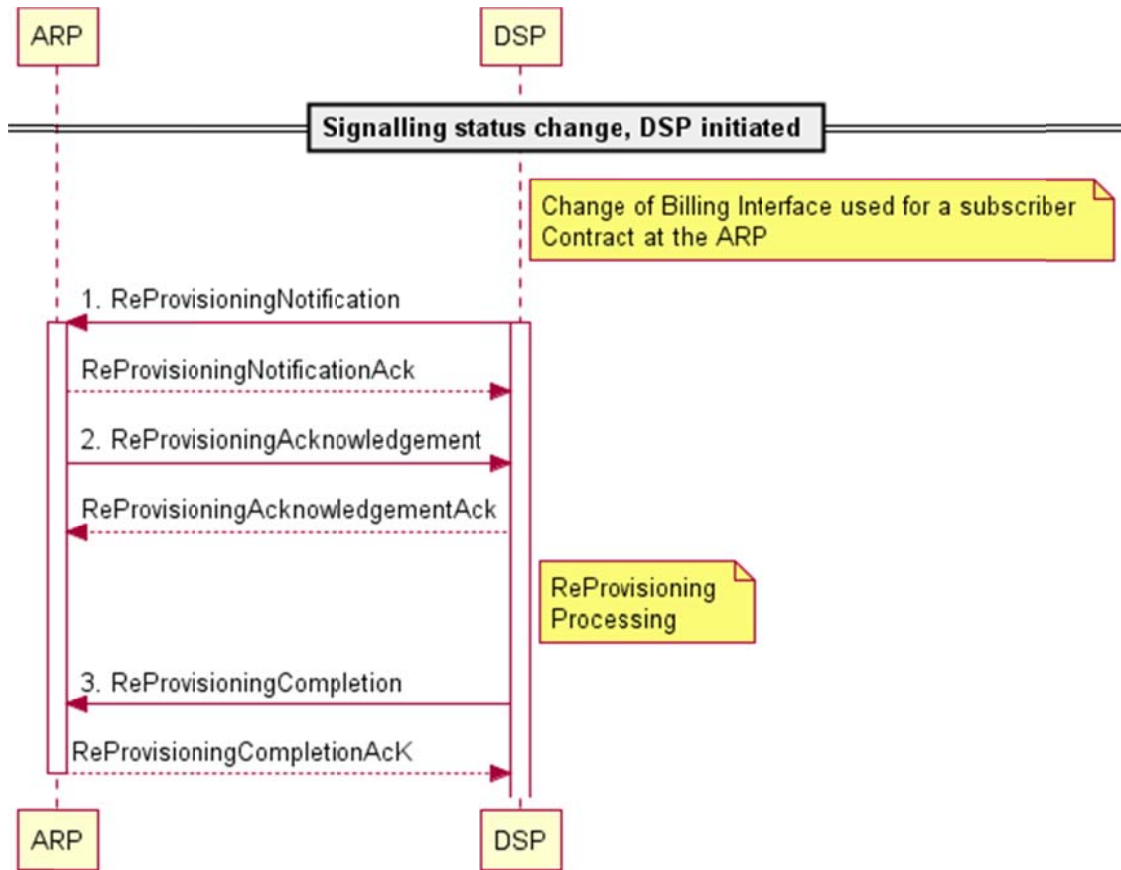 ARP
DSP
Signalling status change, DSP initiated
Change of Billing Interface used for a subscriber
Contract at the ARP
1. ReProvisioningNotification
ReProvisioningNotificationAck
2. ReProvisioningAcknowledgement
ReProvisioningAcknowledgementAck
ReProvisioning
Processing
3. ReProvisioningCompletion
ReProvisioningCompletionAcK
ARP
DSP